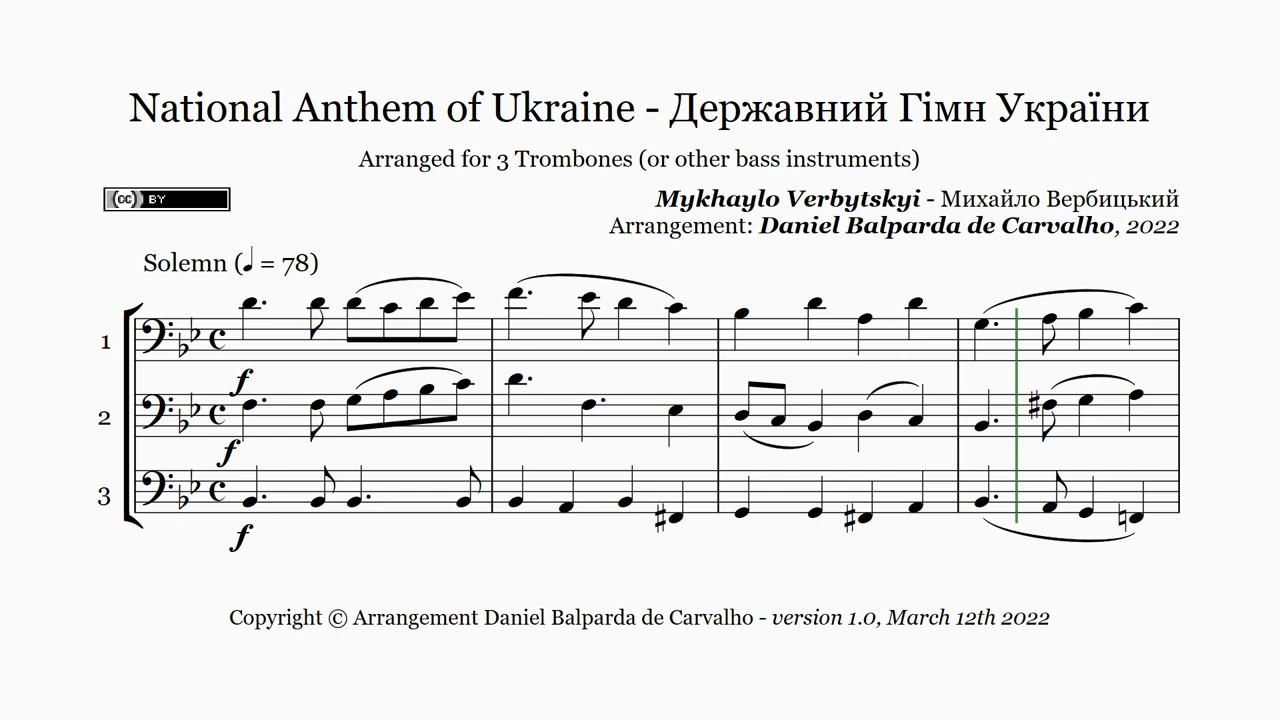 National Anthem of Ukraine - Державний Гімн України
Arranged for 3 Trombones (or other bass instruments)
CC BY
Mykhaylo Verbytskyi - Михайло Вербицький
Arrangement: Daniel Balparda de Carvalho, 2022
Solemn (♩ = 78)
1
f
2
f
3
f
Copyright © Arrangement Daniel Balparda de Carvalho - version 1.0, March 12th 2022